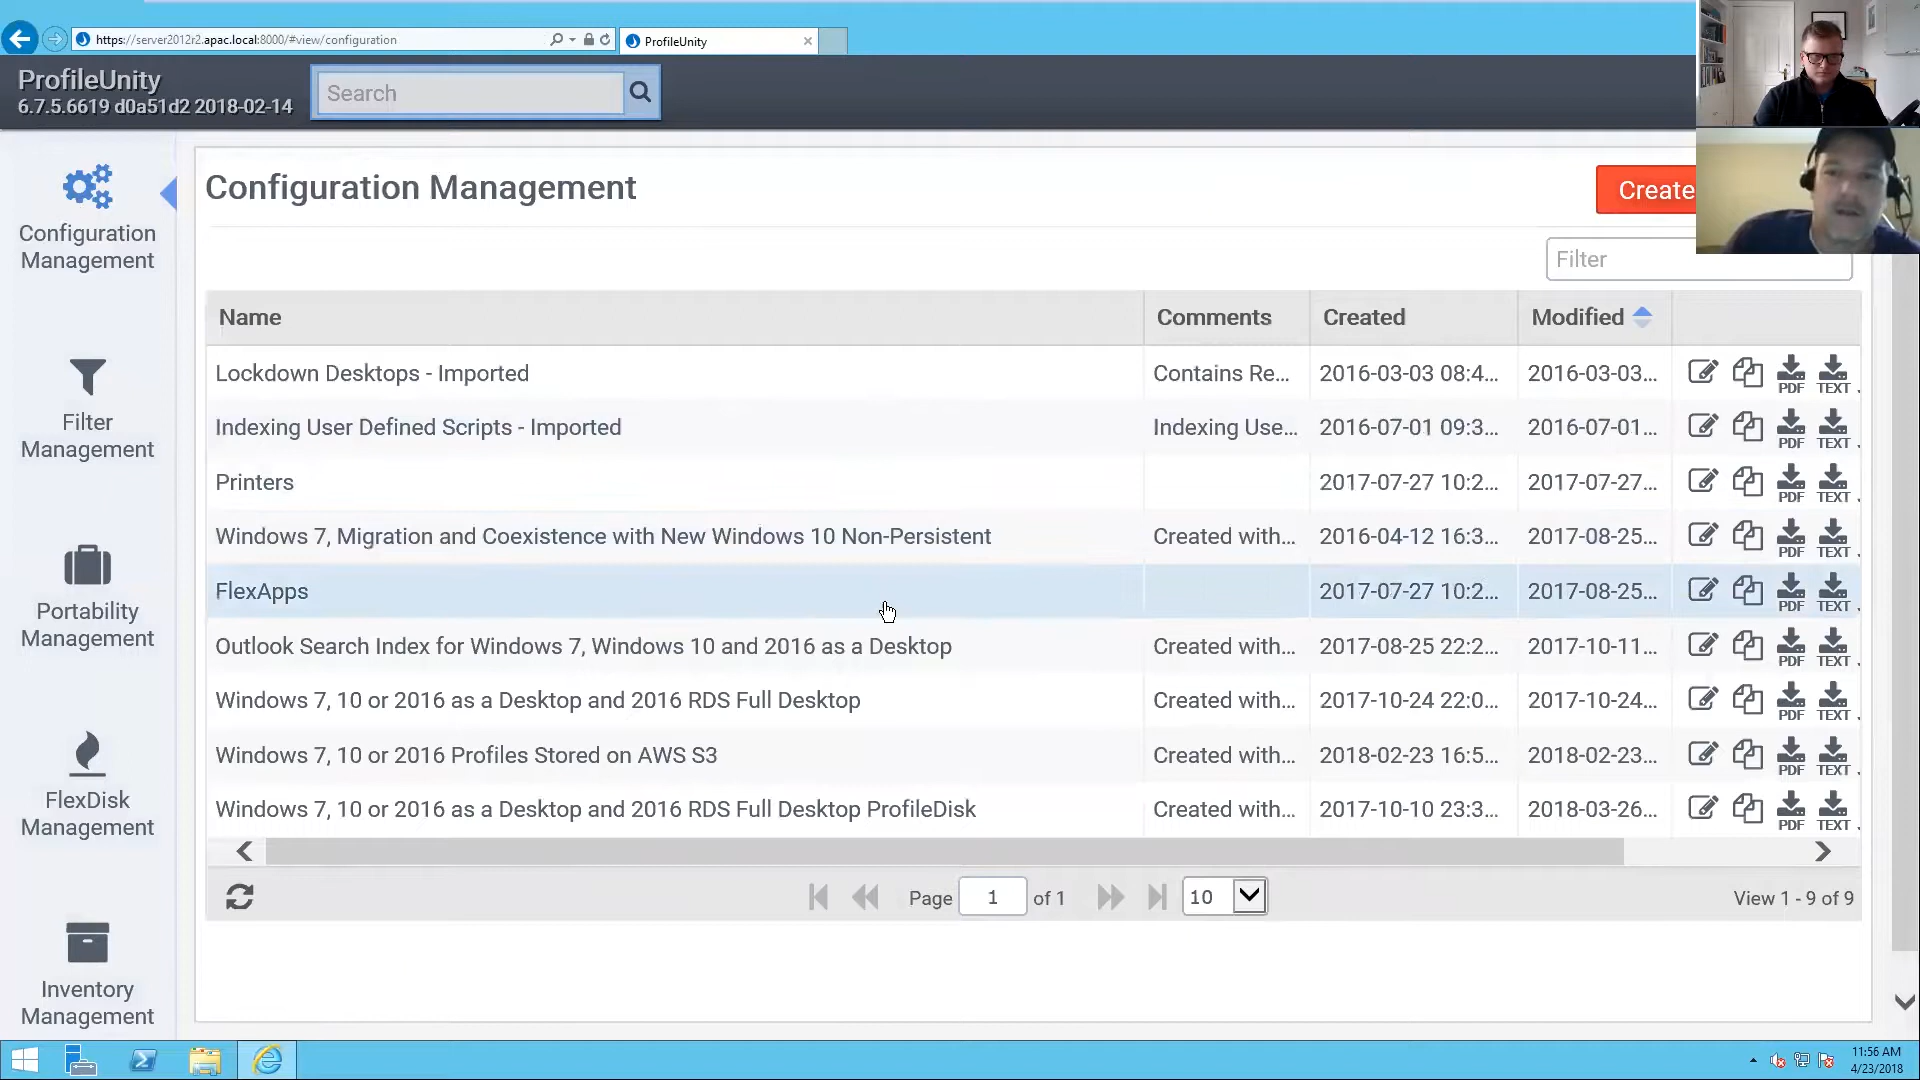 https://server2012r2.apac.local:8000/#view/configuration
ProfileUnity
ProfileUnity
6.7.5.6619 d0a51d2 2018-02-14
Search
Configuration
Management
Filter
Management
Portability
Management
FlexDisk
Management
Inventory
Management
Configuration Management
Create
Filter
Name Comments Created Modified
Lockdown Desktops - Imported Contains Re... 2016-03-03 08:4... 2016-03-03... PDF TEXT
Indexing User Defined Scripts - Imported Indexing Use... 2016-07-01 09:3... 2016-07-01... PDF TEXT
Printers 2017-07-27 10:2... 2017-07-27... PDF TEXT
Windows 7, Migration and Coexistence with New Windows 10 Non-Persistent Created with... 2016-04-12 16:3... 2017-08-25... PDF TEXT
FlexApps 2017-07-27 10:2... 2017-08-25... PDF TEXT
Outlook Search Index for Windows 7, Windows 10 and 2016 as a Desktop Created with... 2017-08-25 22:2... 2017-10-11... PDF TEXT
Windows 7, 10 or 2016 as a Desktop and 2016 RDS Full Desktop Created with... 2017-10-24 22:0... 2017-10-24... PDF TEXT
Windows 7, 10 or 2016 Profiles Stored on AWS S3 Created with... 2018-02-23 16:5... 2018-02-23... PDF TEXT
Windows 7, 10 or 2016 as a Desktop and 2016 RDS Full Desktop ProfileDisk Created with... 2017-10-10 23:3... 2018-03-26... PDF TEXT
Page 1 of 1 10 View 1 - 9 of 9
11:56 AM
4/23/2018